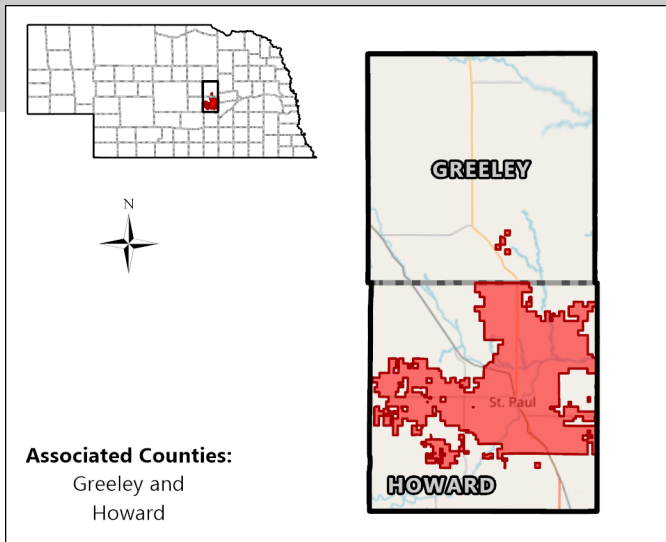 N
GREELEY
St. Paul
HOWARD
Associated Counties:
Greeley and
Howard